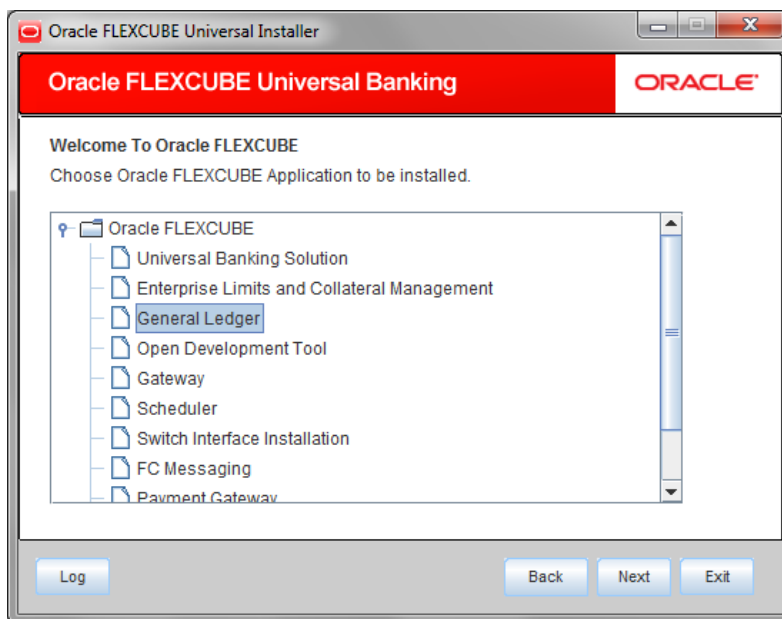 Oracle FLEXCUBE Universal Installer
Oracle FLEXCUBE Universal Banking
ORACLE
Welcome To Oracle FLEXCUBE
Choose Oracle FLEXCUBE Application to be installed.
Oracle FLEXCUBE
Universal Banking Solution
Enterprise Limits and Collateral Management
General Ledger
Open Development Tool
Gateway
Scheduler
Switch Interface Installation
FC Messaging
Payment Gateway
Log
Back
Next
Exit